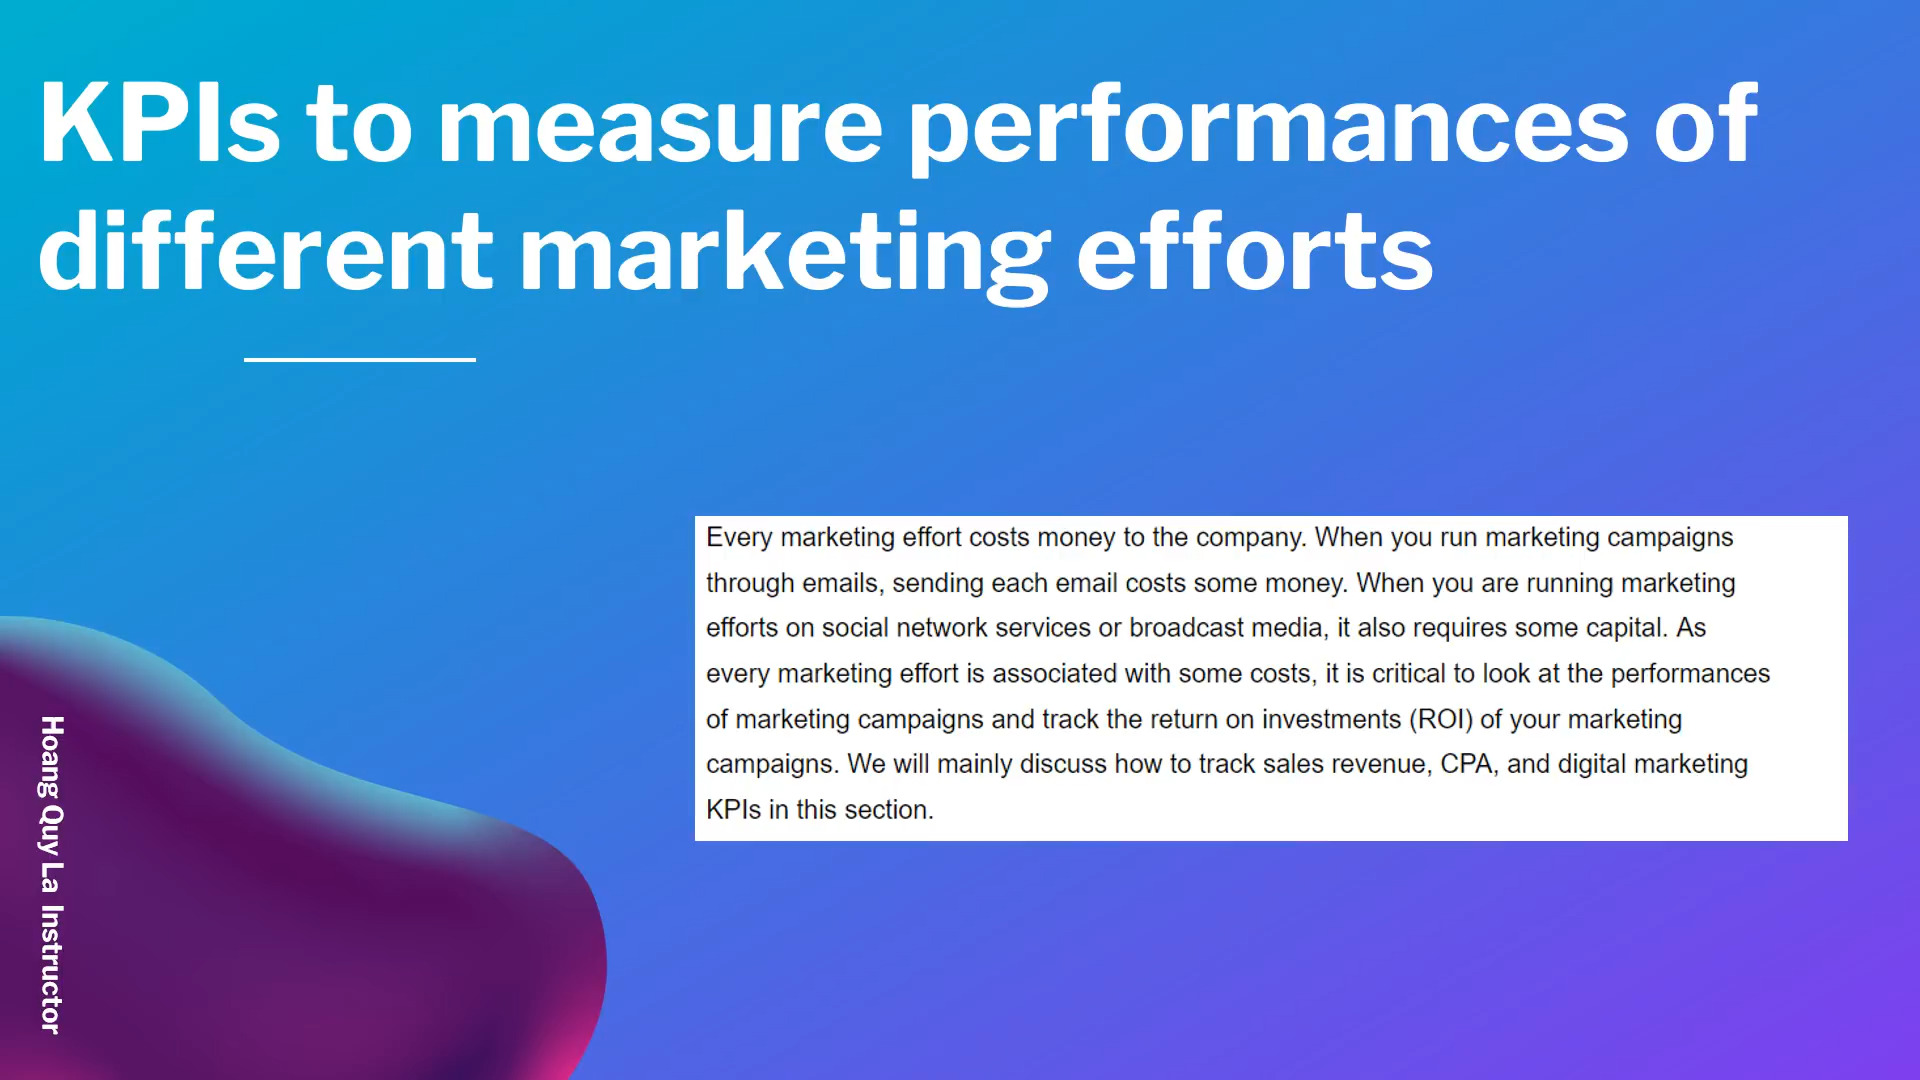 KPIs to measure performances of
different marketing efforts
Every marketing effort costs money to the company. When you run marketing campaigns
through emails, sending each email costs some money. When you are running marketing
efforts on social network services or broadcast media, it also requires some capital. As
every marketing effort is associated with some costs, it is critical to look at the performances
of marketing campaigns and track the return on investments (ROI) of your marketing
campaigns. We will mainly discuss how to track sales revenue, CPA, and digital marketing
KPIs in this section.
Hoang Quy La Instructor